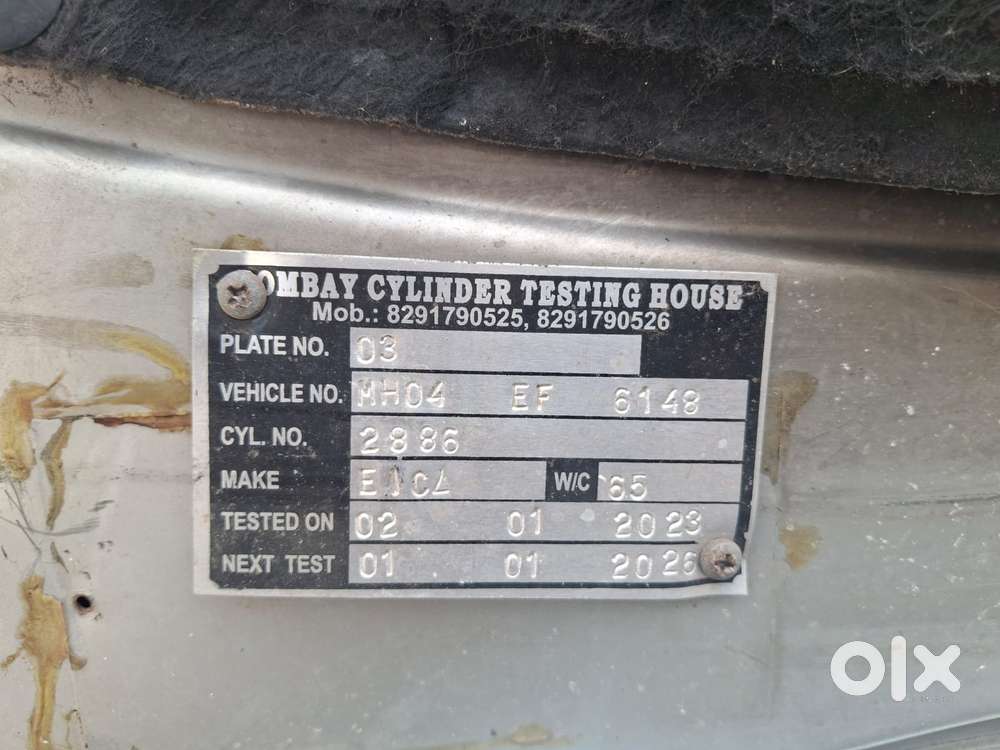 OMBAY CYLINDER TESTING HOUSE
Mob.: 8291790525, 8291790526
PLATE NO. 03
VEHICLE NO. MH04 EF 6148
CYL. NO. 2886
MAKE W/C 65
TESTED ON 02 01 2023
NEXT TEST 01 01 2026
olx